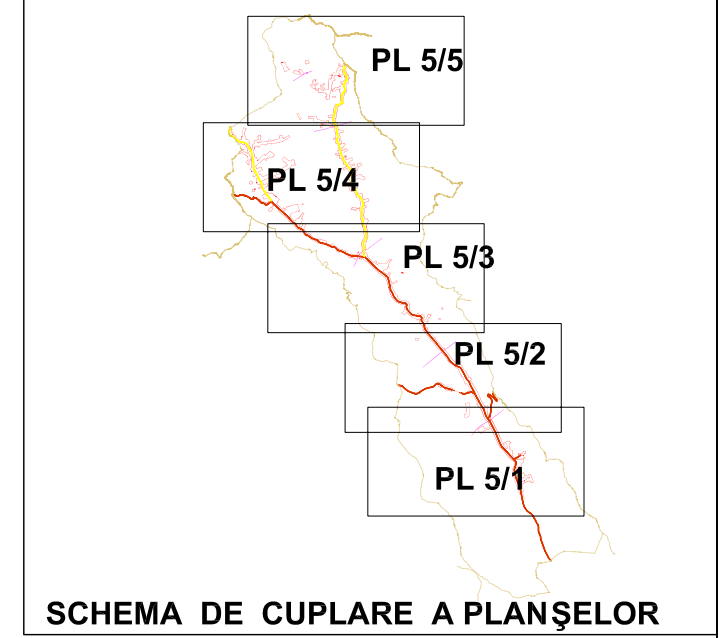 PL 5/5
PL 5/4
PL 5/3
PL 5/2
PL 5/1
SCHEMA DE CUPLARE A PLANŞELOR